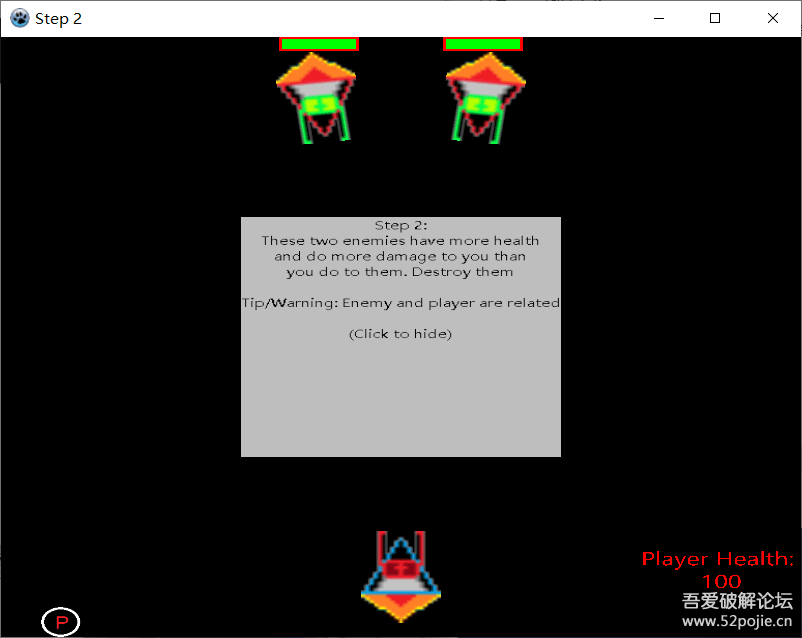 Step 2
Step 2:
These two enemies have more health
and do more damage to you than
you do to them. Destroy them
Tip/Warning: Enemy and player are related
(Click to hide)
Player Health:
100
P
吾爱破解论坛
www.52pojie.cn